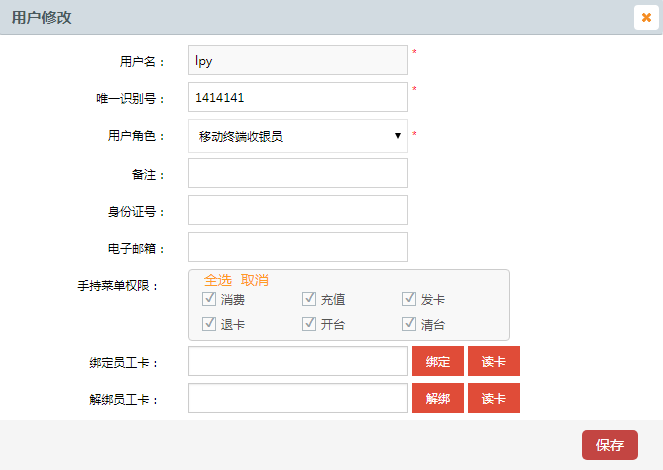 用户修改
用户名： lpy *
唯一识别号： 1414141 *
用户角色： 移动终端收银员 *
备注：
身份证号：
电子邮箱：
手持菜单权限： 全选 取消
消费 充值 发卡
退卡 开台 清台
绑定员工卡： 绑定 读卡
解绑员工卡： 解绑 读卡
保存